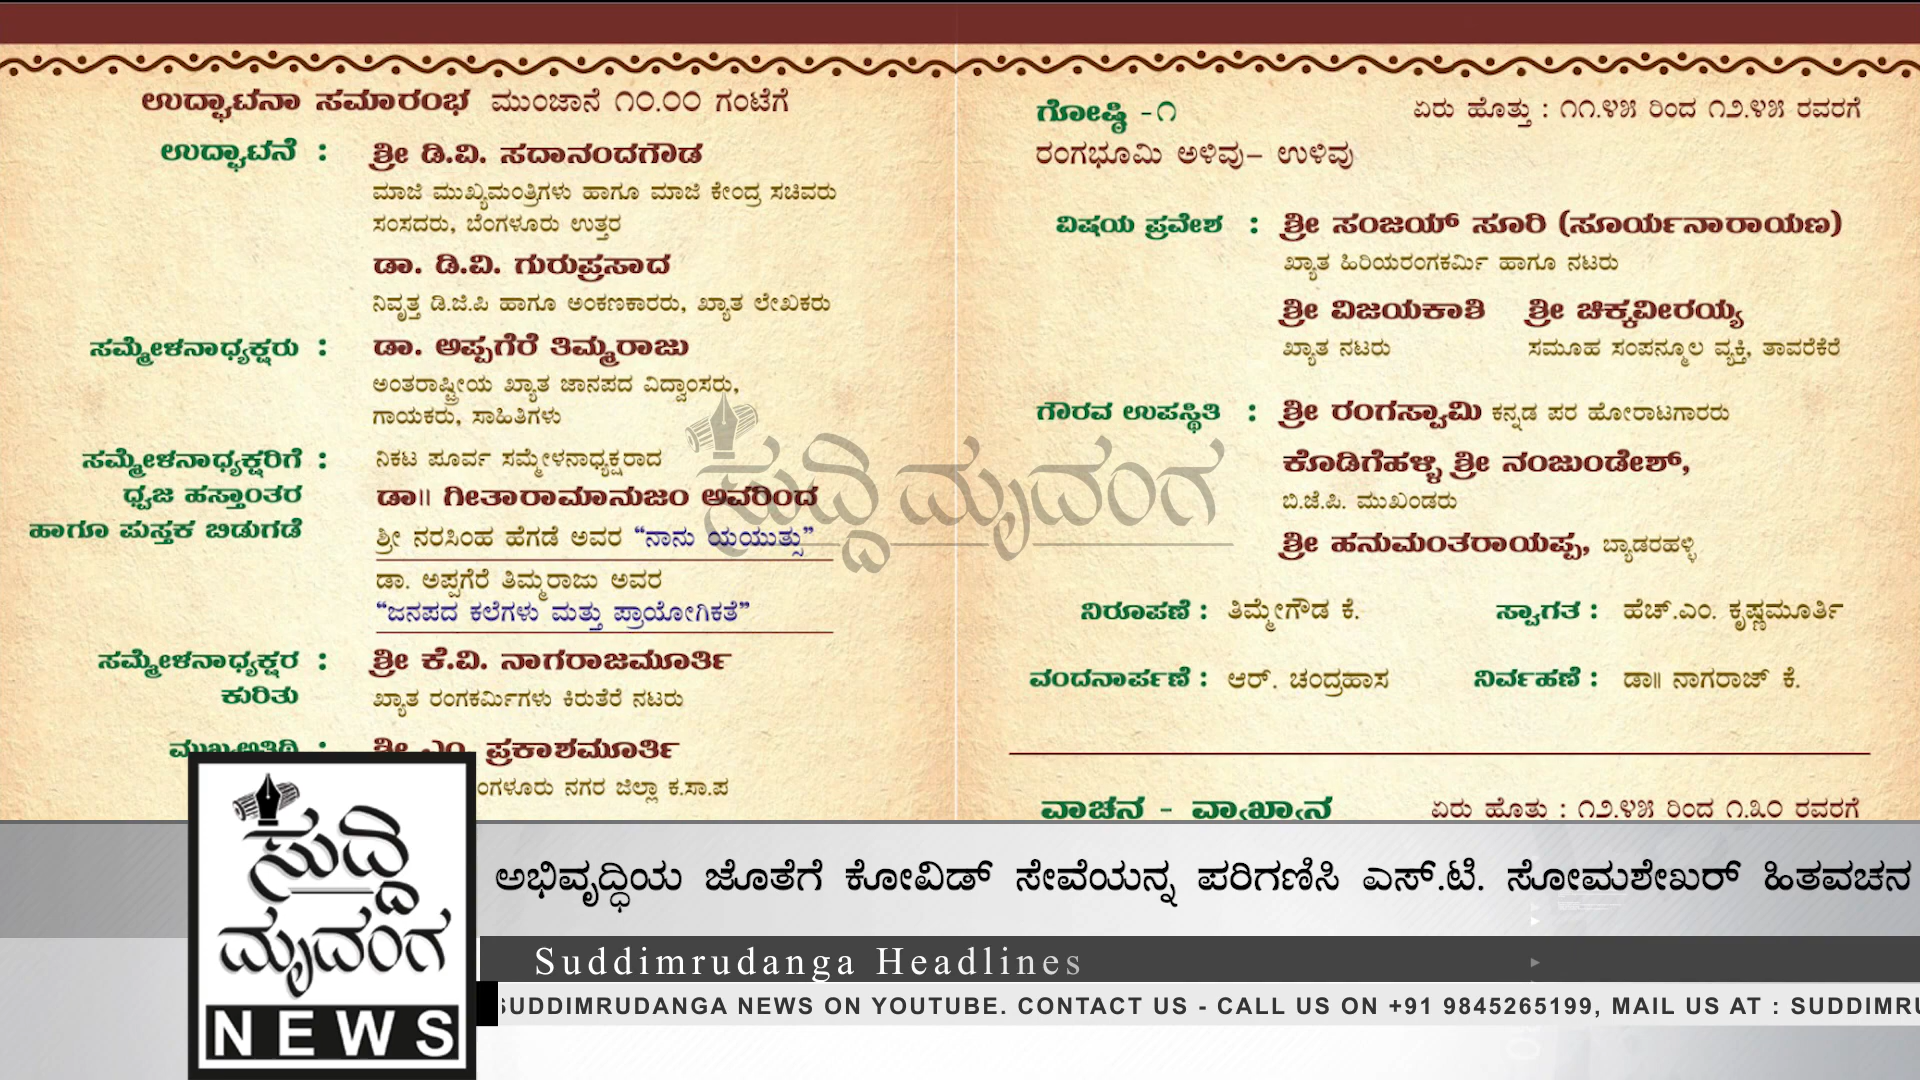 ಉದ್ಘಾಟನಾ ಸಮಾರಂಭ ಮುಂಜಾನೆ ೧೦.೦೦ ಗಂಟೆಗೆ
ಉದ್ಘಾಟನೆ : ಶ್ರೀ ಡಿ.ವಿ. ಸದಾನಂದಗೌಡ
ಮಾಜಿ ಮುಖ್ಯಮಂತ್ರಿಗಳು ಹಾಗೂ ಮಾಜಿ ಕೇಂದ್ರ ಸಚಿವರು
ಸಂಸದರು, ಬೆಂಗಳೂರು ಉತ್ತರ
ಡಾ. ಡಿ.ವಿ. ಗುರುಪ್ರಸಾದ
ನಿವೃತ್ತ ಡಿ.ಜಿ.ಪಿ ಹಾಗೂ ಅಂಕಣಕಾರರು, ಖ್ಯಾತ ಲೇಖಕರು
ಸಮ್ಮೇಳನಾಧ್ಯಕ್ಷರು : ಡಾ. ಅಪ್ಪಗೆರೆ ತಿಮ್ಮರಾಜು
ಅಂತರಾಷ್ಟ್ರೀಯ ಖ್ಯಾತ ಜಾನಪದ ವಿದ್ವಾಂಸರು,
ಗಾಯಕರು, ಸಾಹಿತಿಗಳು
ಸಮ್ಮೇಳನಾಧ್ಯಕ್ಷರಿಗೆ : ನಿಕಟ ಪೂರ್ವ ಸಮ್ಮೇಳನಾಧ್ಯಕ್ಷರಾದ
ಧ್ವಜ ಹಸ್ತಾಂತರ ಡಾ॥ ಗೀತಾರಾಮಾನುಜಂ ಅವರಿಂದ
ಹಾಗೂ ಪುಸ್ತಕ ಬಿಡುಗಡೆ ಶ್ರೀ ನರಸಿಂಹ ಹೆಗಡೆ ಅವರ “ನಾನು ಯಯುತ್ಸು”
ಡಾ. ಅಪ್ಪಗೆರೆ ತಿಮ್ಮರಾಜು ಅವರ
“ಜನಪದ ಕಲೆಗಳು ಮತ್ತು ಪ್ರಾಯೋಗಿಕತೆ”
ಸಮ್ಮೇಳನಾಧ್ಯಕ್ಷರ : ಶ್ರೀ ಕೆ.ವಿ. ನಾಗರಾಜಮೂರ್ತಿ
ಕುರಿತು ಖ್ಯಾತ ರಂಗಕರ್ಮಿಗಳು ಕಿರುತೆರೆ ನಟರು
ಮುಖ್ಯಅತಿಥಿ : ಶ್ರೀ ಎಂ. ಪ್ರಕಾಶಮೂರ್ತಿ
ಂಗಳೂರು ನಗರ ಜಿಲ್ಲಾ ಕ.ಸಾ.ಪ
ಗೋಷ್ಠಿ -೧ ಏರು ಹೊತ್ತು : ೧೧.೪೫ ರಿಂದ ೧೨.೪೫ ರವರಗೆ
ರಂಗಭೂಮಿ ಅಳಿವು– ಉಳಿವು
ವಿಷಯ ಪ್ರವೇಶ : ಶ್ರೀ ಸಂಜಯ್ ಸೂರಿ (ಸೂರ್ಯನಾರಾಯಣ)
ಖ್ಯಾತ ಹಿರಿಯರಂಗಕರ್ಮಿ ಹಾಗೂ ನಟರು
ಶ್ರೀ ವಿಜಯಕಾಶಿ ಶ್ರೀ ಚಿಕ್ಕವೀರಯ್ಯ
ಖ್ಯಾತ ನಟರು ಸಮೂಹ ಸಂಪನ್ಮೂಲ ವ್ಯಕ್ತಿ, ತಾವರೆಕೆರೆ
ಗೌರವ ಉಪಸ್ಥಿತಿ : ಶ್ರೀ ರಂಗಸ್ವಾಮಿ ಕನ್ನಡ ಪರ ಹೋರಾಟಗಾರರು
ಕೊಡಿಗೆಹಳ್ಳಿ ಶ್ರೀ ನಂಜುಂಡೇಶ್,
ಬಿ.ಜೆ.ಪಿ. ಮುಖಂಡರು
ಶ್ರೀ ಹನುಮಂತರಾಯಪ್ಪ, ಬ್ಯಾಡರಹಳ್ಳಿ
ನಿರೂಪಣೆ : ತಿಮ್ಮೇಗೌಡ ಕೆ. ಸ್ವಾಗತ : ಹೆಚ್.ಎಂ. ಕೃಷ್ಣಮೂರ್ತಿ
ವಂದನಾರ್ಪಣೆ : ಆರ್. ಚಂದ್ರಹಾಸ ನಿರ್ವಹಣೆ : ಡಾ॥ ನಾಗರಾಜ್ ಕೆ.
ವಾಚನ - ವ್ಯಾಖ್ಯಾನ ಏರು ಹೊತ್ತು : ೧೨.೪೫ ರಿಂದ ೧.೩೦ ರವರಗೆ
ಸುದ್ದಿ ಮೃದಂಗ
ಸುದ್ದಿ
ಮೃದಂಗ
NEWS
ಅಭಿವೃದ್ಧಿಯ ಜೊತೆಗೆ ಕೋವಿಡ್ ಸೇವೆಯನ್ನ ಪರಿಗಣಿಸಿ ಎಸ್.ಟಿ. ಸೋಮಶೇಖರ್ ಹಿತವಚನ
Suddimrudanga Headlines
SUDDIMRUDANGA NEWS ON YOUTUBE. CONTACT US - CALL US ON +91 9845265199, MAIL US AT : SUDDIMRU